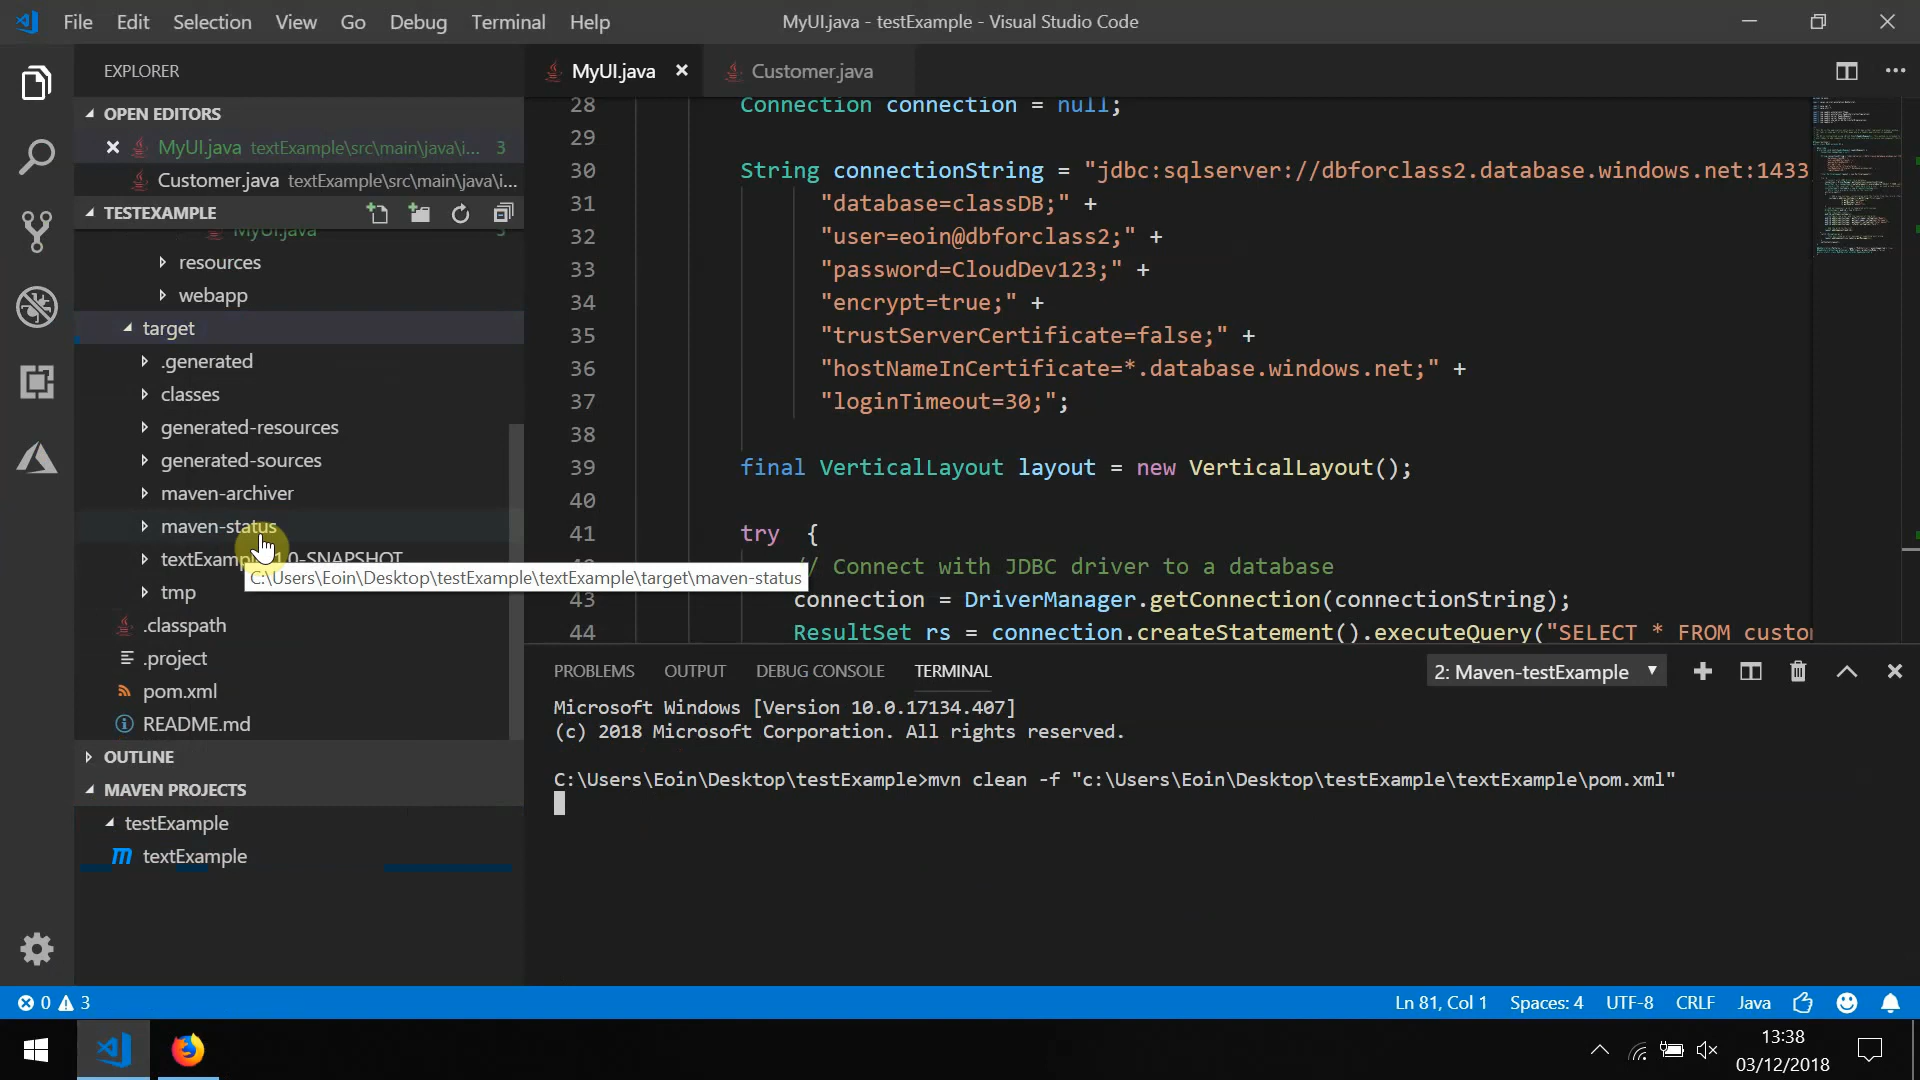 File Edit Selection View Go Debug Terminal Help
MyUI.java - testExample - Visual Studio Code
EXPLORER
OPEN EDITORS
MyUI.java textExample\src\main\java\i... 3
Customer.java textExample\src\main\java\i...
TESTEXAMPLE
MyUI.java 3
resources
webapp
target
.generated
classes
generated-resources
generated-sources
maven-archiver
maven-status
textExamp 1.0-SNAPSHOT
C:\Users\Eoin\Desktop\testExample\textExample\target\maven-status
tmp
.classpath
.project
pom.xml
README.md
OUTLINE
MAVEN PROJECTS
testExample
textExample
MyUI.java
Customer.java
28 Connection connection = null;
29
30 String connectionString = "jdbc:sqlserver://dbforclass2.database.windows.net:1433
31 "database=classDB;" +
32 "user=eoin@dbforclass2;" +
33 "password=CloudDev123;" +
34 "encrypt=true;" +
35 "trustServerCertificate=false;" +
36 "hostNameInCertificate=*.database.windows.net;" +
37 "loginTimeout=30;";
38
39 final VerticalLayout layout = new VerticalLayout();
40
41 try {
// Connect with JDBC driver to a database
43 connection = DriverManager.getConnection(connectionString);
44 ResultSet rs = connection.createStatement().executeQuery("SELECT * FROM custo
PROBLEMS OUTPUT DEBUG CONSOLE TERMINAL
2: Maven-testExample
Microsoft Windows [Version 10.0.17134.407]
(c) 2018 Microsoft Corporation. All rights reserved.
C:\Users\Eoin\Desktop\testExample>mvn clean -f "c:\Users\Eoin\Desktop\testExample\textExample\pom.xml"
0 3
Ln 81, Col 1 Spaces: 4 UTF-8 CRLF Java
13:38
03/12/2018